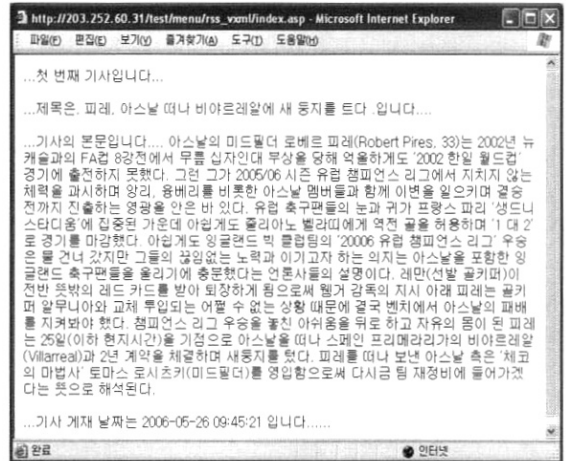 http://203.252.60.31/test/menu/rss_vxml/index.asp - Microsoft Internet Explorer
파일(F) 편집(E) 보기(V) 즐겨찾기(A) 도구(T) 도움말(H)
...첫 번째 기사입니다...
...제목은. 피레, 아스날 떠나 비야르레알에 새 둥지를 트다 .입니다....
...기사의 본문입니다.... 아스날의 미드필더 로베르 피레(Robert Pires, 33)는 2002년 뉴
캐슬과의 FA컵 8강전에서 무릎 십자인대 부상을 당해 억울하게도 '2002 한일 월드컵'
경기에 출전하지 못했다. 그런 그가 2005/06 시즌 유럽 챔피언스 리그에서 지치지 않는
체력을 과시하며 앙리, 융베리를 비롯한 아스날 멤버들과 함께 이변을 일으키며 결승
전까지 진출하는 영광을 안은 바 있다. 유럽 축구팬들의 눈과 귀가 프랑스 파리 '생드니
스타디움'에 집중된 가운데 아쉽게도 줄리아노 벨라띠에게 역전 골을 허용하며 '1 대 2'
로 경기를 마감했다. 아쉽게도 잉글랜드 빅 클럽팀의 '20006 유럽 챔피언스 리그' 우승
은 물 건너 갔지만 그들의 끊임없는 노력과 이기고자 하는 의지는 아스날을 포함한 잉
글랜드 축구팬들을 울리기에 충분했다는 언론사들의 설명이다. 레만(선발 골키퍼)이
전반 뜻밖의 레드 카드를 받아 퇴장하게 됨으로써 웽거 감독의 지시 아래 피레는 골키
퍼 알무니아와 교체 투입되는 어쩔 수 없는 상황 때문에 결국 벤치에서 아스날의 패배
를 지켜봐야 했다. 챔피언스 리그 우승을 놓친 아쉬움을 뒤로 하고 자유의 몸이 된 피레
는 25일(이하 현지시간)을 기점으로 아스날을 떠나 스페인 프리메라리가의 비야르레알
(Villarreal)과 2년 계약을 체결하며 새둥지를 텄다. 피레를 떠나 보낸 아스날 측은 '체코
의 마법사' 토마스 로시츠키(미드필더)를 영입함으로써 다시금 팀 재정비에 들어가겠
다는 뜻으로 해석된다.
...기사 게재 날짜는 2006-05-26 09:45:21 입니다......
완료 인터넷